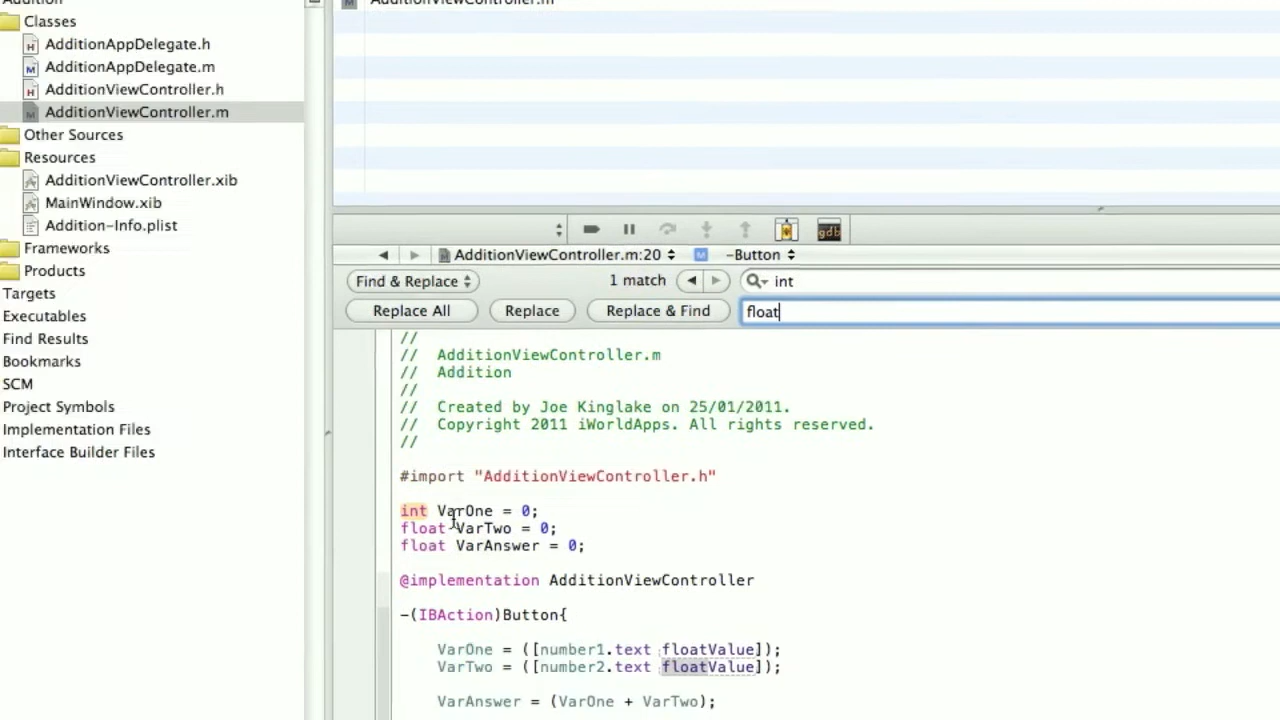 Addition
Classes
AdditionAppDelegate.h
AdditionAppDelegate.m
AdditionViewController.h
AdditionViewController.m
Other Sources
Resources
AdditionViewController.xib
MainWindow.xib
Addition-Info.plist
Frameworks
Products
Targets
Executables
Find Results
Bookmarks
SCM
Project Symbols
Implementation Files
Interface Builder Files
AdditionViewController.m
gdb
AdditionViewController.m:20 -Button
Find & Replace 1 match int
Replace All Replace Replace & Find float
//
// AdditionViewController.m
// Addition
//
// Created by Joe Kinglake on 25/01/2011.
// Copyright 2011 iWorldApps. All rights reserved.
//
#import "AdditionViewController.h"
int VarOne = 0;
float VarTwo = 0;
float VarAnswer = 0;
@implementation AdditionViewController
-(IBAction)Button{
VarOne = ([number1.text floatValue]);
VarTwo = ([number2.text floatValue]);
VarAnswer = (VarOne + VarTwo);